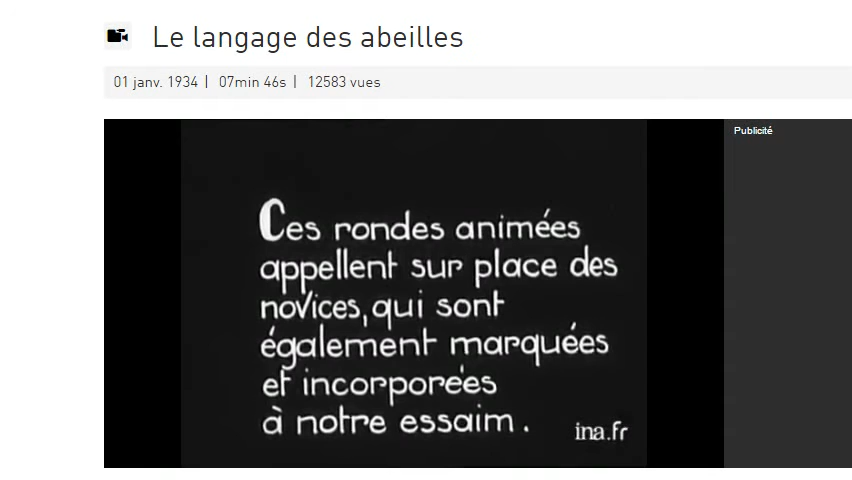 Le langage des abeilles
01 janv. 1934 | 07min 46s | 12583 vues
Publicité
Ces rondes animées
appellent sur place des
novices, qui sont
également marquées
et incorporées
à notre essaim.
ina.fr